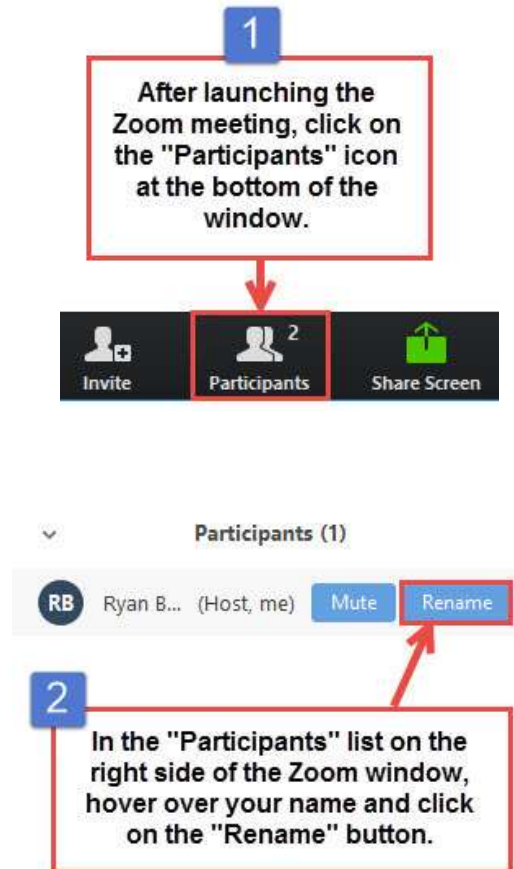 1
After launching the
Zoom meeting, click on
the "Participants" icon
at the bottom of the
window.
2
Invite Participants Share Screen
Participants (1)
RB Ryan B... (Host, me) Mute Rename
2
In the "Participants" list on the
right side of the Zoom window,
hover over your name and click
on the "Rename" button.